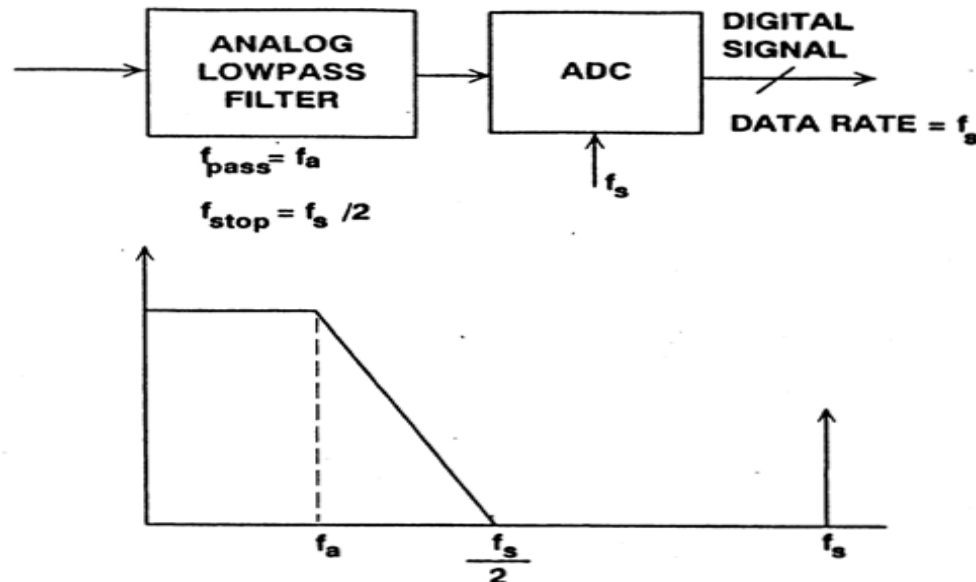 ANALOG
LOWPASS
FILTER
ADC
DIGITAL
SIGNAL
DATA RATE = fs
fpass = fa
fstop = fs /2
fs
fa
fs
2
fs